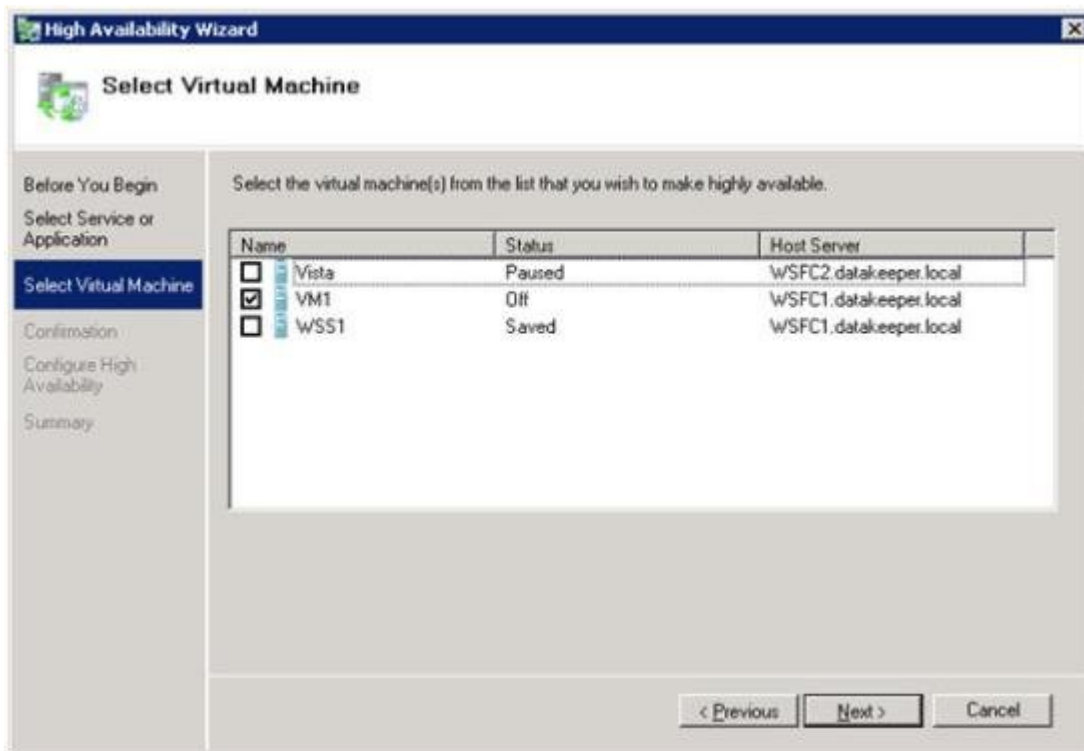 High Availability Wizard
Select Virtual Machine
Before You Begin
Select Service or
Application
Select Virtual Machine
Confirmation
Configure High
Availability
Summary
Select the virtual machine(s) from the list that you wish to make highly available.
Name Status Host Server
Vista Paused WSFC2.datakeeper.local
VM1 Off WSFC1.datakeeper.local
WSS1 Saved WSFC1.datakeeper.local
< Previous Next > Cancel